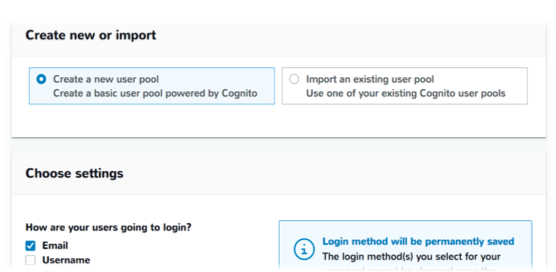 Create new or import
Create a new user pool
Create a basic user pool powered by Cognito
Import an existing user pool
Use one of your existing Cognito user pools
Choose settings
How are your users going to login?
Email
Username
Login method will be permanently saved
The login method(s) you select for your